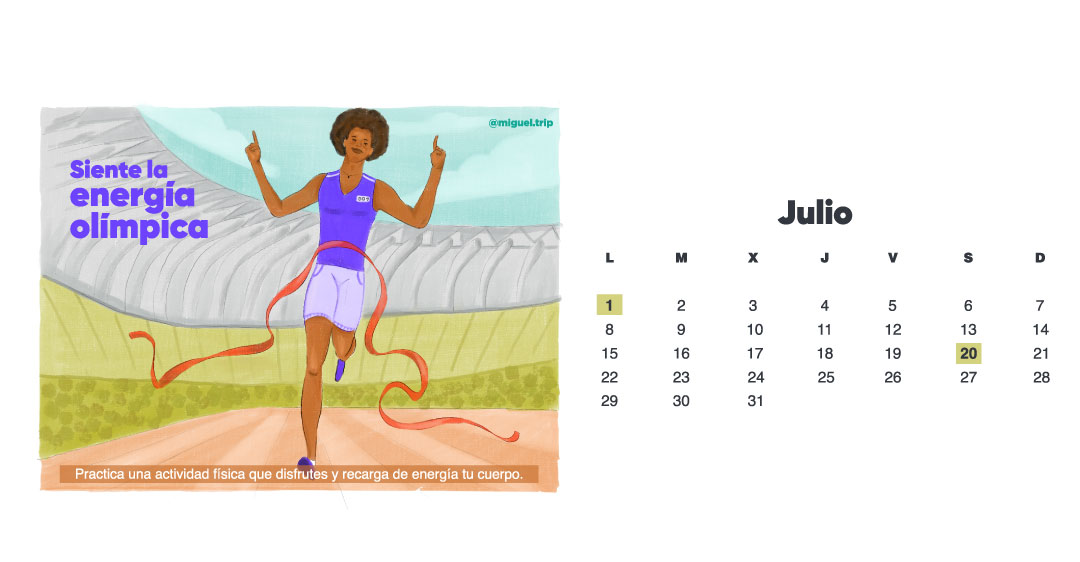 @miguel.trip
Siente la
energía
olímpica
Practica una actividad física que disfrutes y recarga de energía tu cuerpo.
Julio
L M X J V S D
1 2 3 4 5 6 7
8 9 10 11 12 13 14
15 16 17 18 19 20 21
22 23 24 25 26 27 28
29 30 31